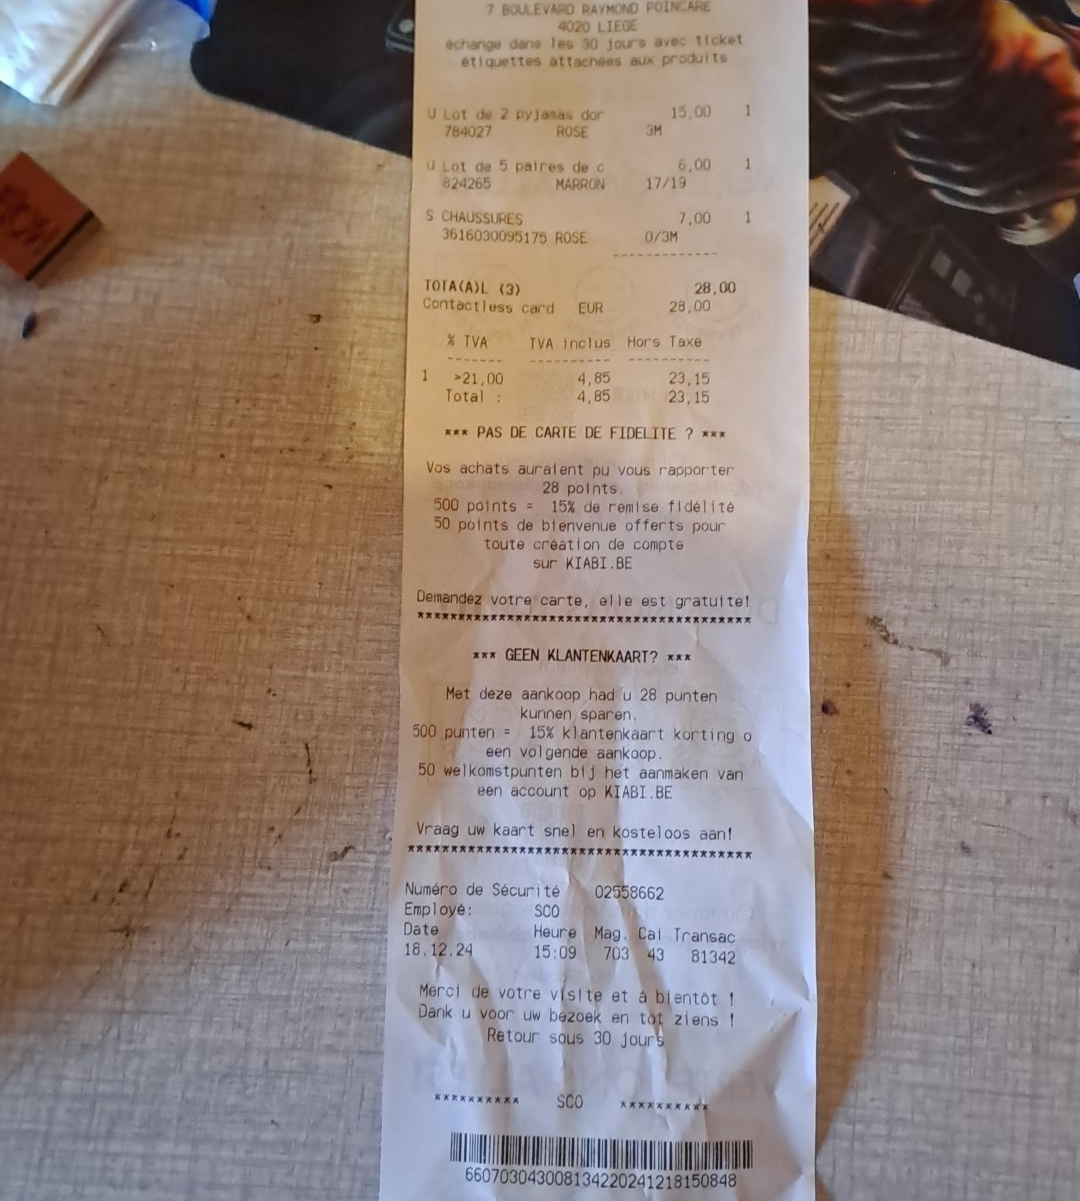 7 BOULEVARD RAYMOND POINCARE
4020 LIEGE
échange dans les 30 jours avec ticket
étiquettes attachées aux produits
U Lot de 2 pyjamas dor 15,00 1
784027 ROSE 3M
U Lot de 5 paires de c 6,00 1
824265 MARRON 17/19
S CHAUSSURES 7,00 1
3616030095175 ROSE 0/3M
------------
TOTA(A)L (3) 28,00
Contactless card EUR 28,00
% TVA TVA inclus Hors Taxe
------- ---------- ----------
1 >21,00 4,85 23,15
Total : 4,85 23,15
*** PAS DE CARTE DE FIDELITE ? ***
Vos achats auraient pu vous rapporter
28 points.
500 points = 15% de remise fidélité
50 points de bienvenue offerts pour
toute création de compte
sur KIABI.BE
Demandez votre carte, elle est gratuite!
****************************************
*** GEEN KLANTENKAART? ***
Met deze aankoop had u 28 punten
kunnen sparen.
500 punten = 15% klantenkaart korting o
een volgende aankoop.
50 welkomstpunten bij het aanmaken van
een account op KIABI.BE
Vraag uw kaart snel en kosteloos aan!
****************************************
Numéro de Sécurité 02558662
Employé: SCO
Date Heure Mag. Cai Transac
18.12.24 15:09 703 43 81342
Merci de votre visite et à bientôt !
Dank u voor uw bezoek en tot ziens !
Retour sous 30 jours
********** SCO **********
660703043008134220241218150848